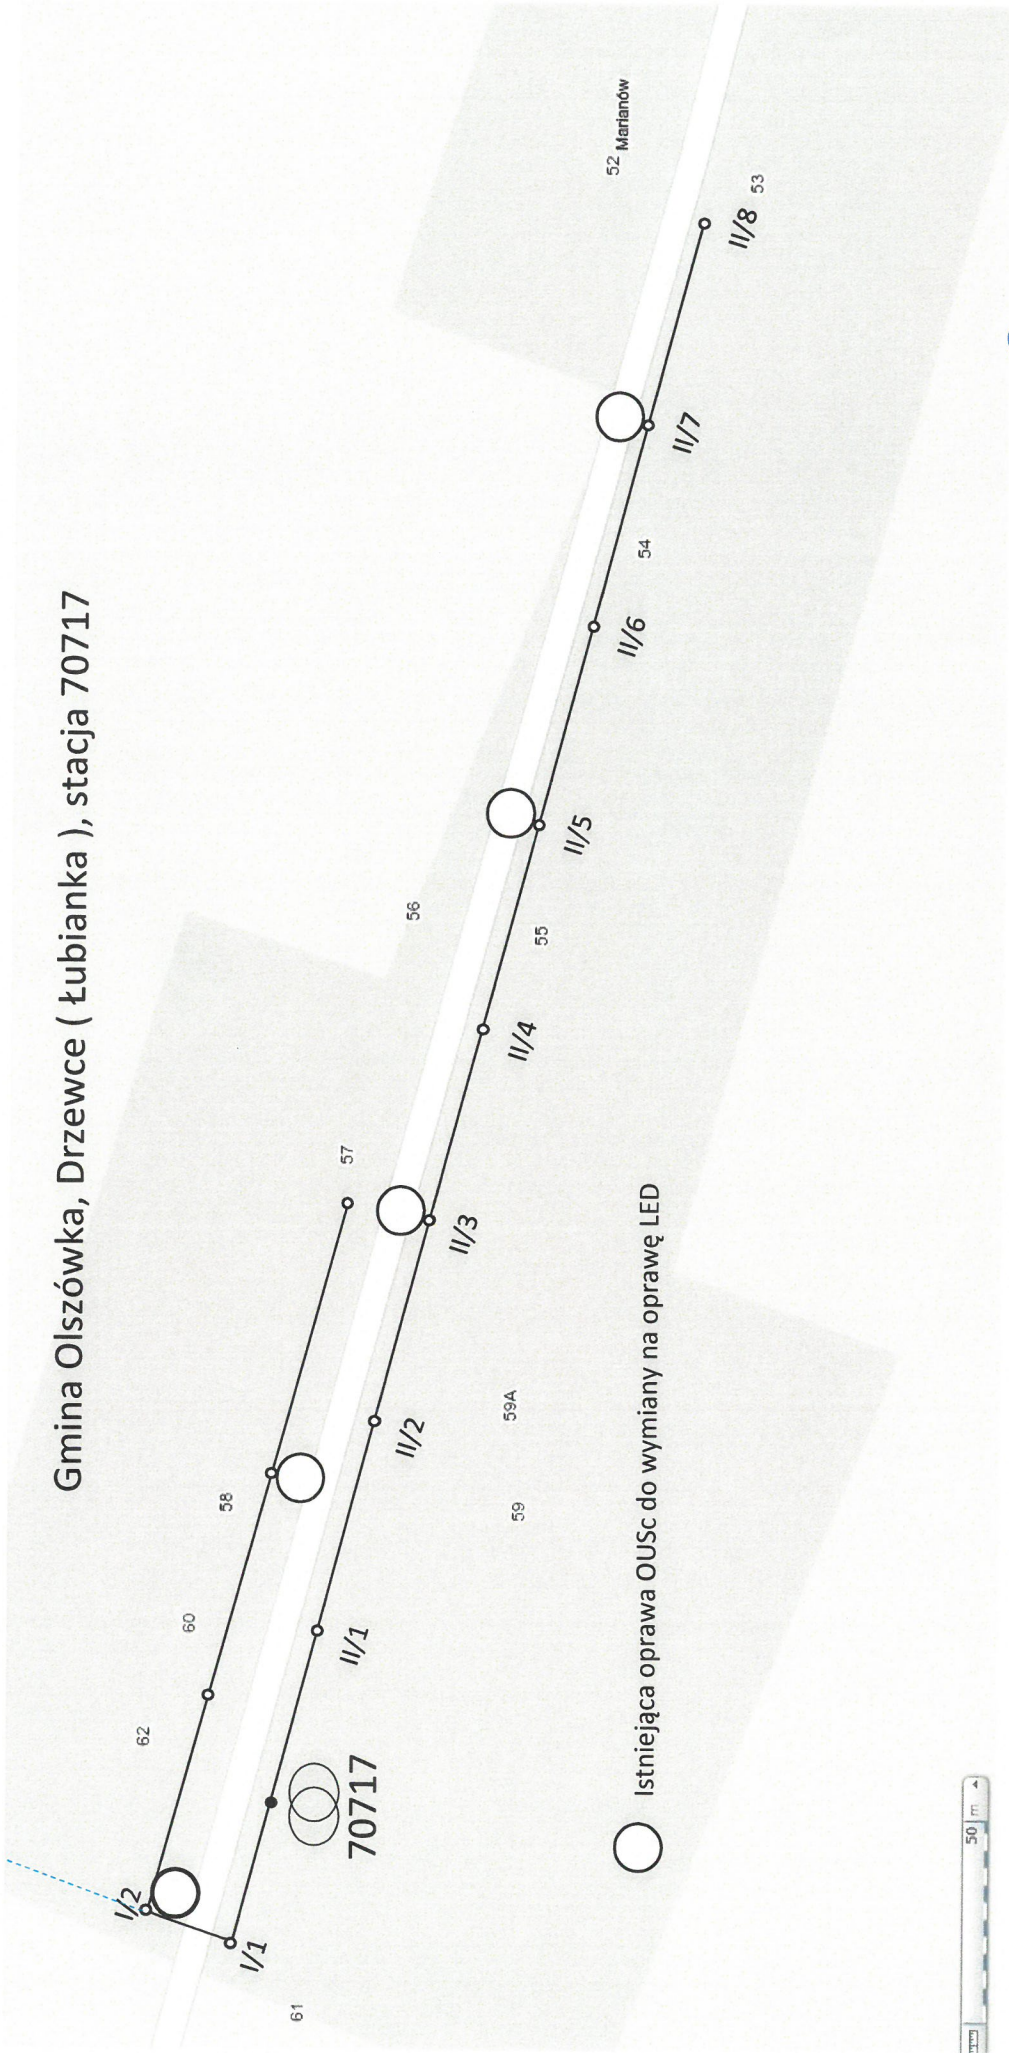 Gmina Olszówka, Drzewce ( Łubianka ), stacja 70717
I/2
62
60
58
57
56
52 Marianów
61
I/1
70717
II/1
II/2
II/3
II/4
II/5
II/6
II/7
II/8
59
59A
55
54
53
Istniejąca oprawa OUSc do wymiany na oprawę LED
50 m